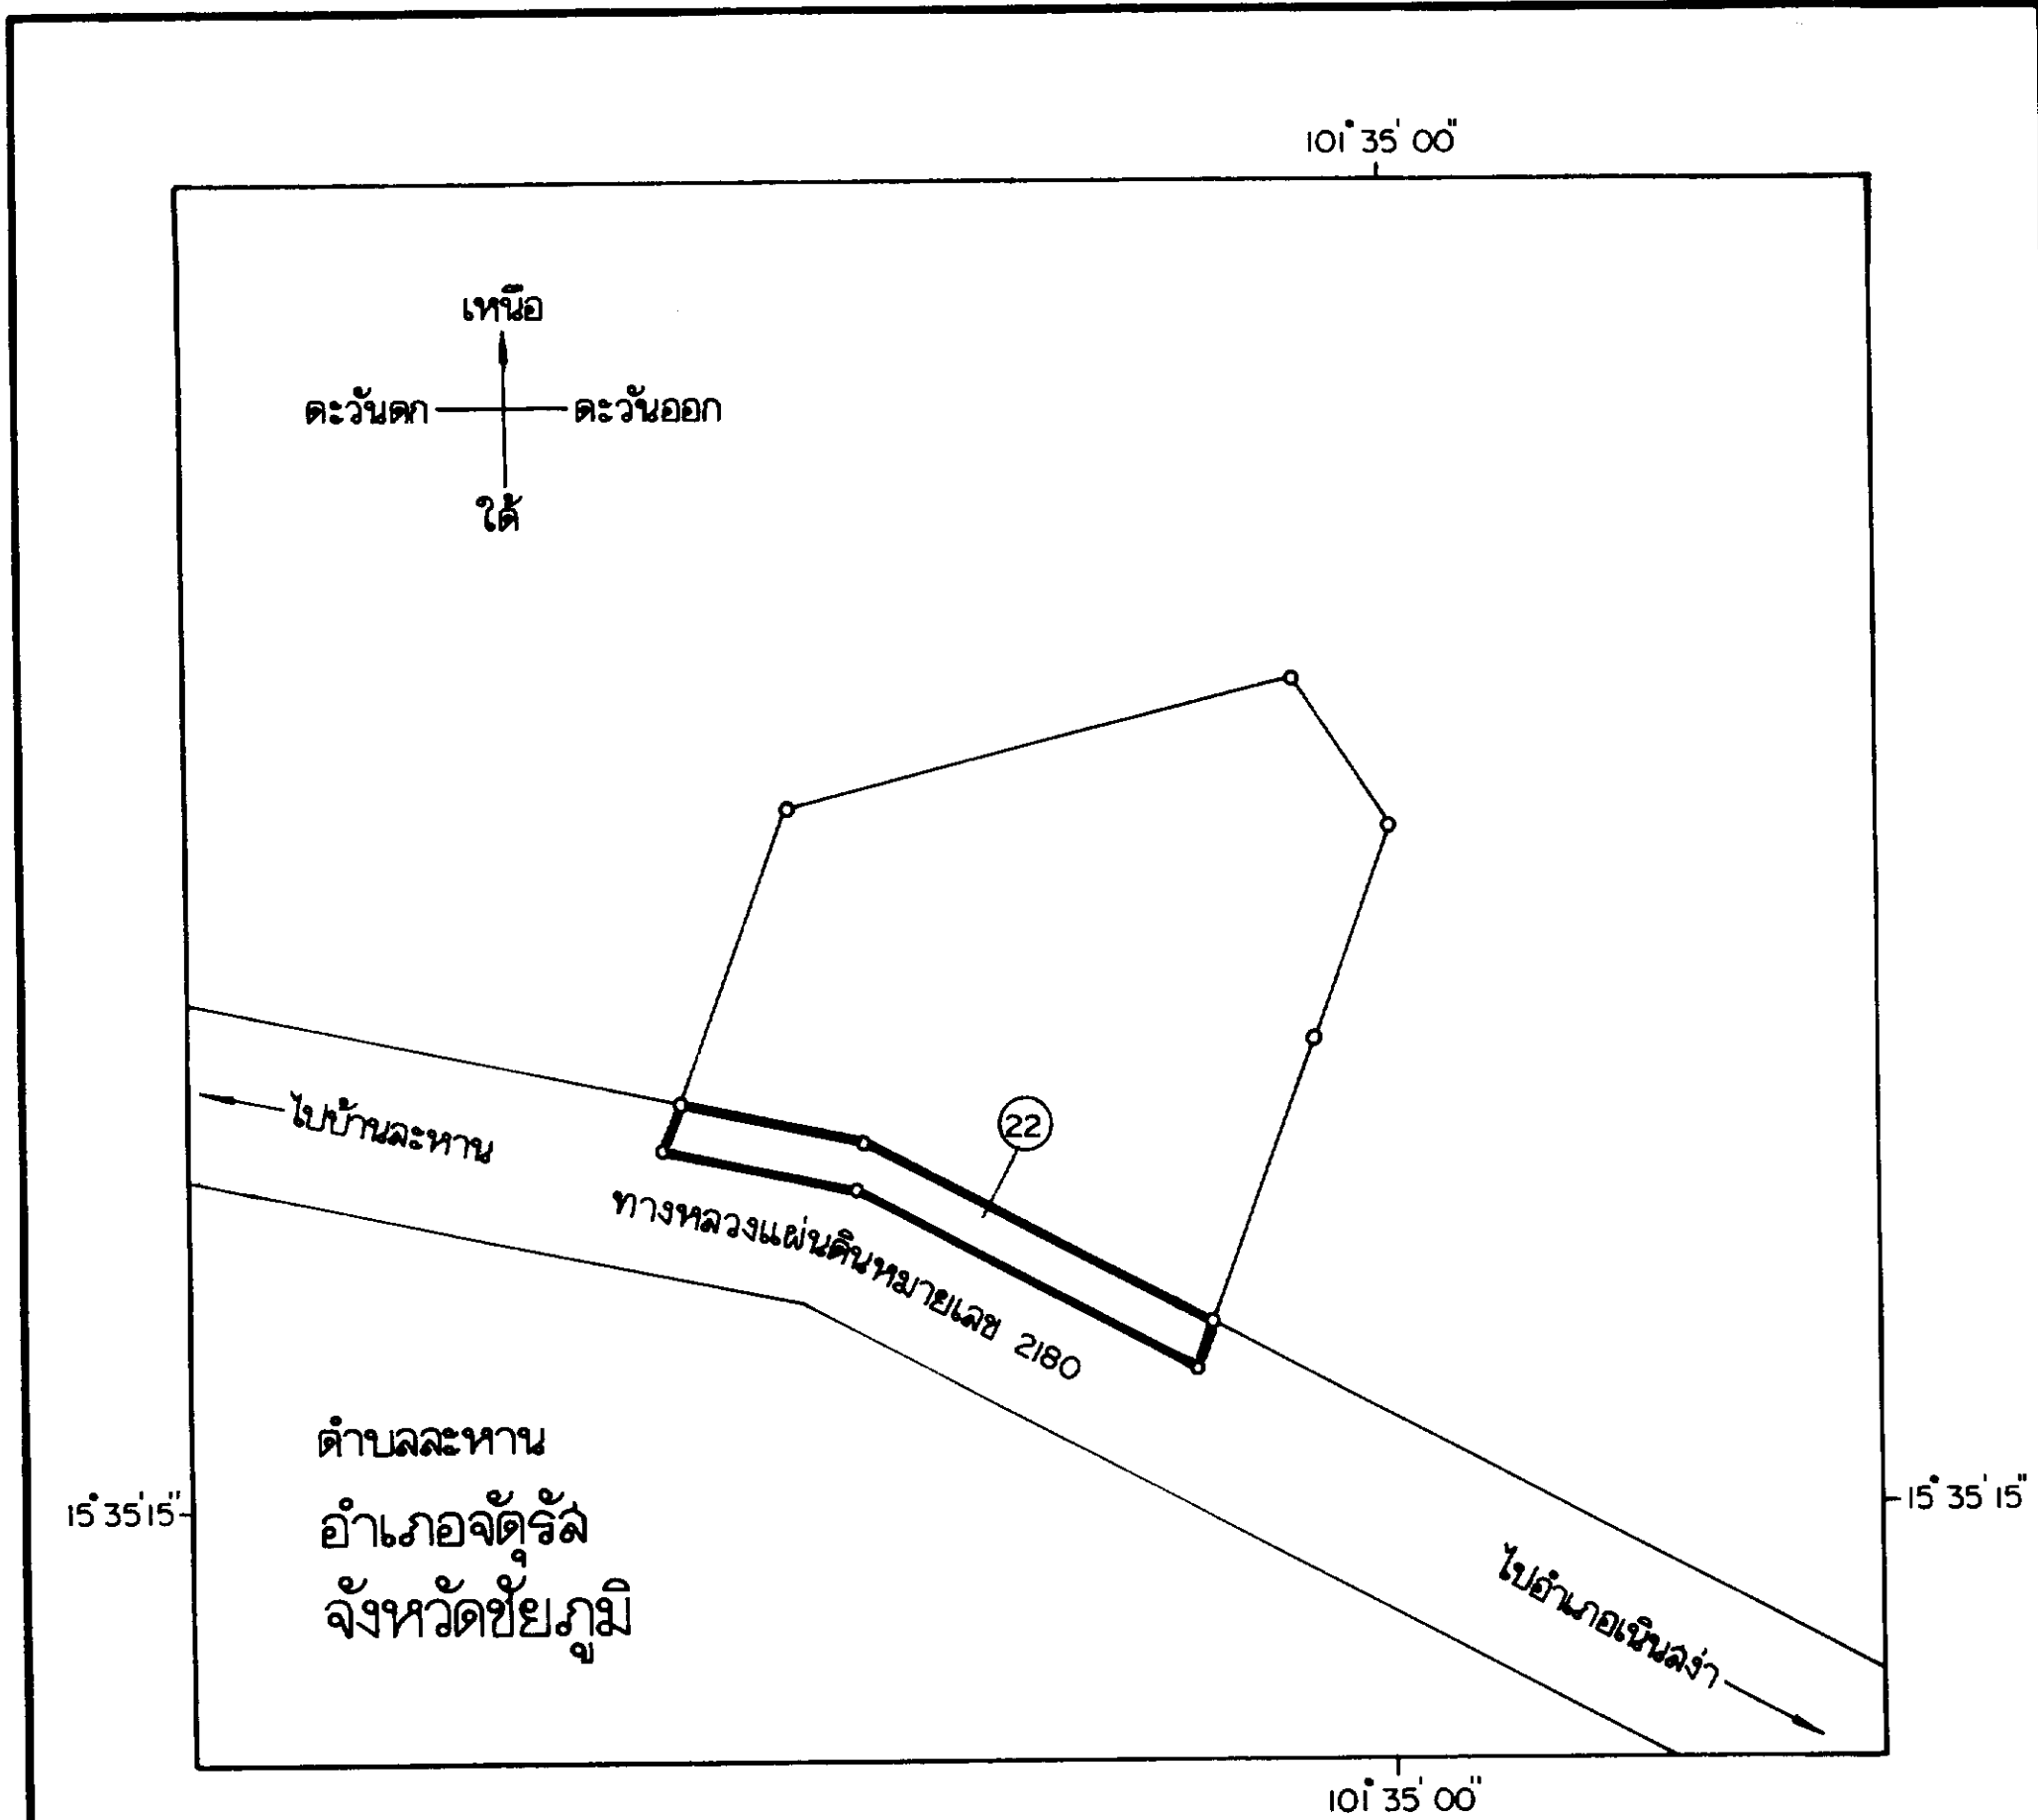 101° 35' 00"
เหนือ
ตะวันตก ตะวันออก
ใต้
22
ไปบ้านละหาน
ทางหลวงแผ่นดินหมายเลข 2180
ตำบลละหาน
15° 35' 15" 15° 35' 15"
อำเภอจัตุรัส
จังหวัดชัยภูมิ
ไปอำเภอเนินสง่า
101° 35' 00"